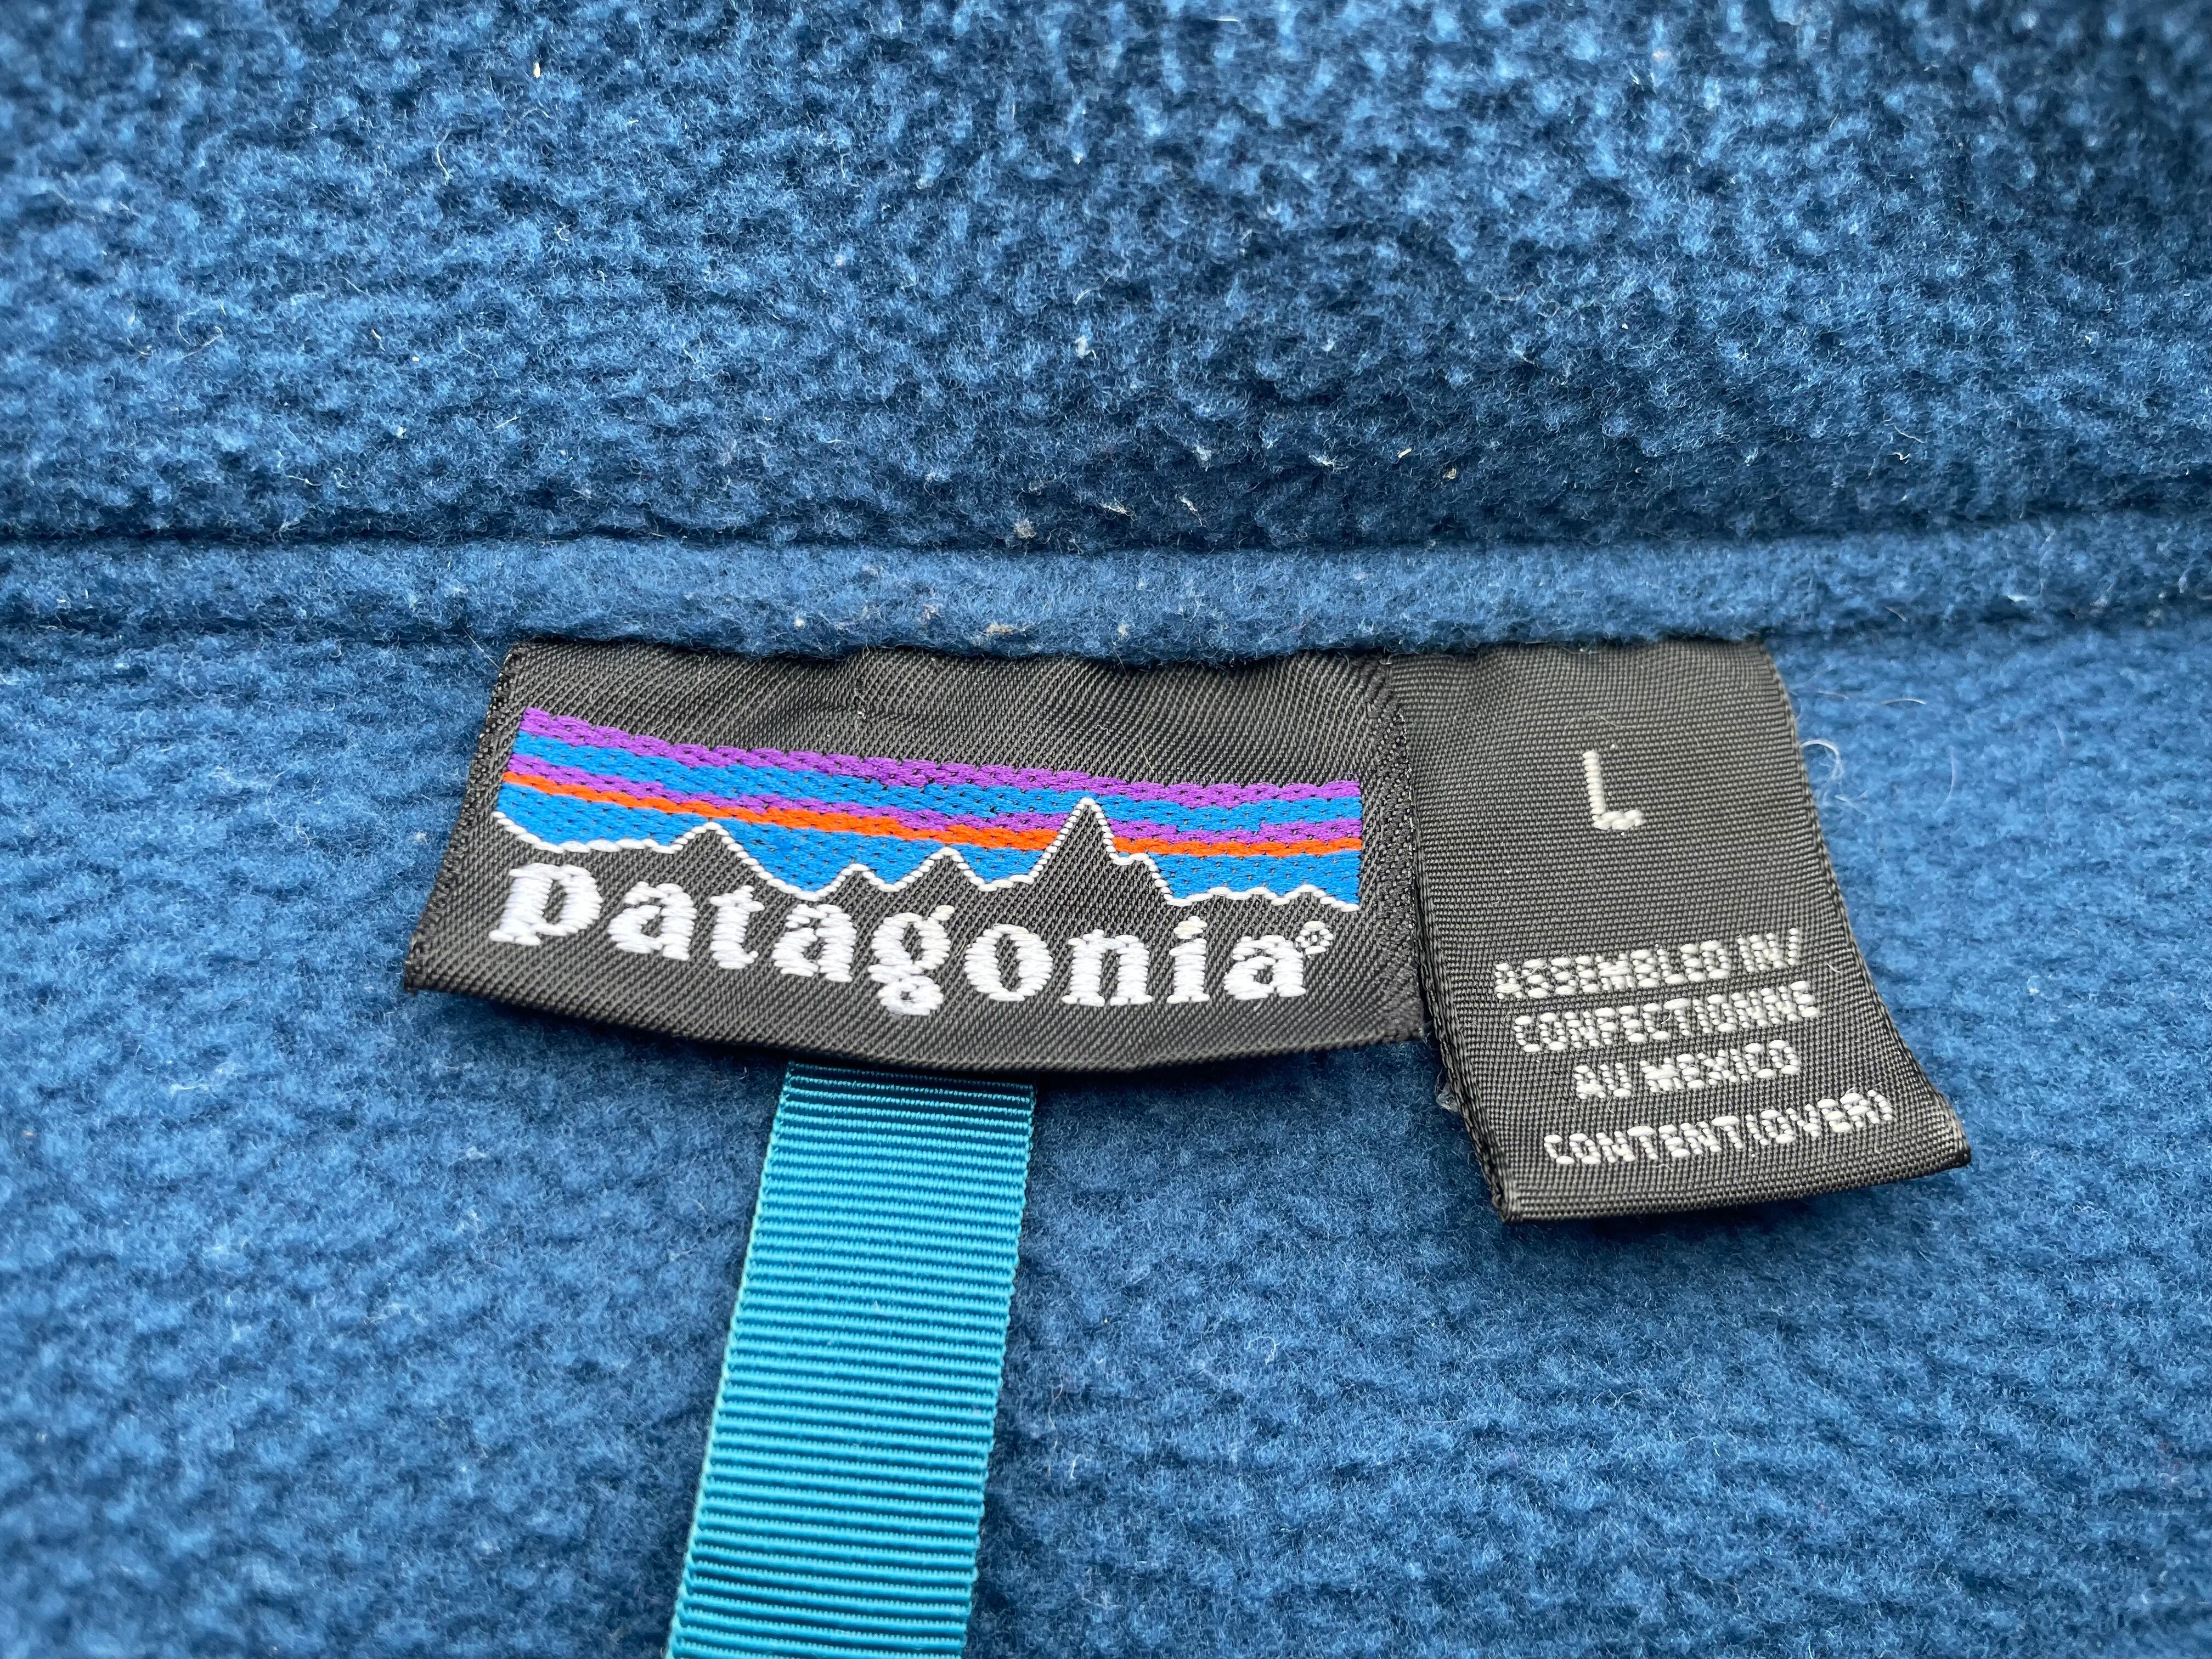 patagonia®
L
ASSEMBLED IN/
CONFECTIONNE
AU MEXICO
CONTENT(OVER)